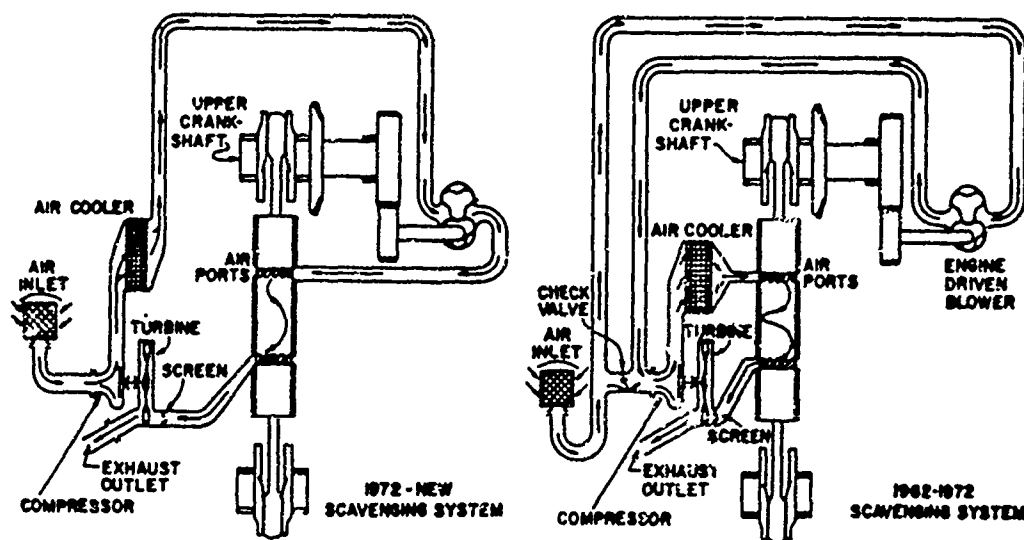 UPPER
CRANK-
SHAFT
AIR COOLER
AIR
INLET
AIR
PORTS
TURBINE
SCREEN
EXHAUST
OUTLET
COMPRESSOR
1972 - NEW
SCAVENGING SYSTEM
UPPER
CRANK-
SHAFT
AIR COOLER
AIR
PORTS
ENGINE
DRIVEN
BLOWER
CHECK
VALVE
AIR
INLET
TURBINE
SCREEN
EXHAUST
OUTLET
COMPRESSOR
1962-1972
SCAVENGING SYSTEM